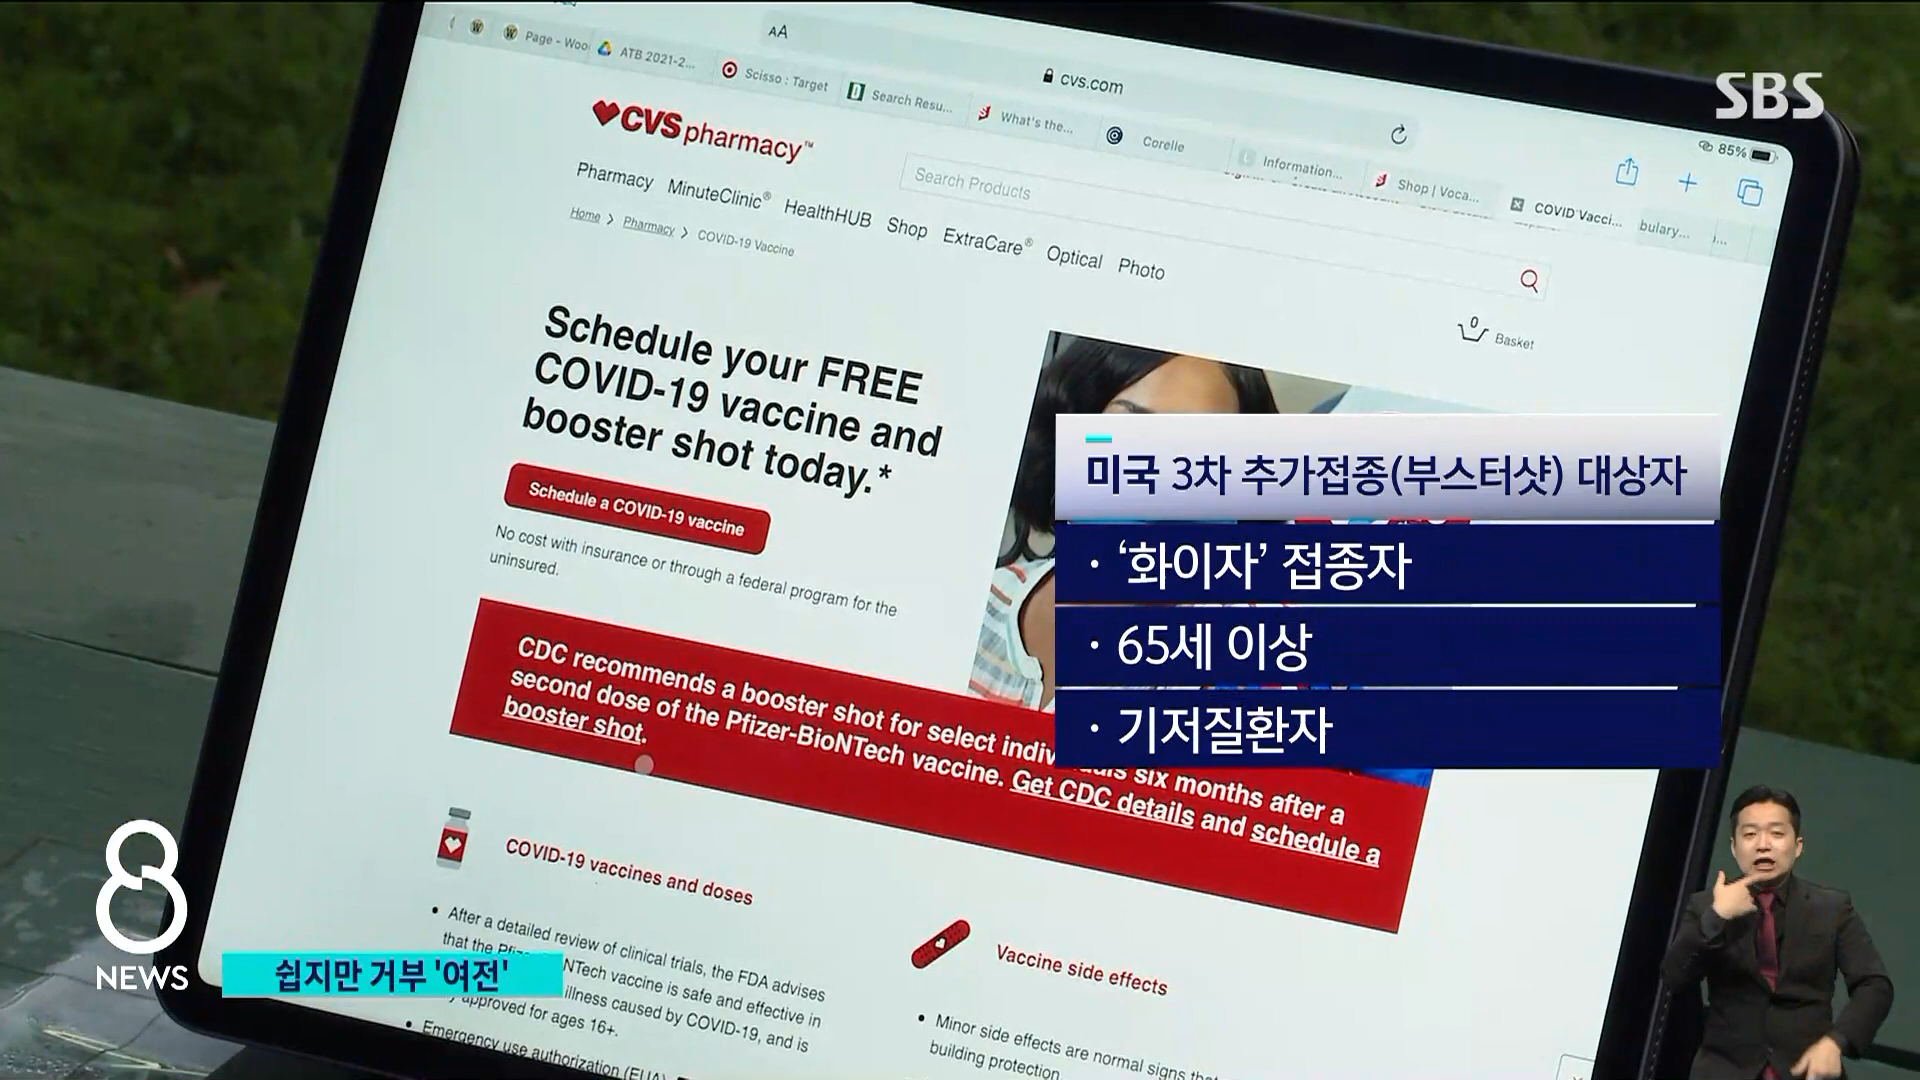 AA
cvs.com
SBS
85%
Page - Woo
ATB 2021-2...
Scisso : Target
Search Resu...
What's the...
Corelle
Information...
Shop | Voca...
COVID Vacci...
bulary...
CVS pharmacy™
Search Products
Pharmacy MinuteClinic® HealthHUB Shop ExtraCare® Optical Photo
Home > Pharmacy > COVID-19 Vaccine
0 Basket
Schedule your FREE
COVID-19 vaccine and
booster shot today.*
Schedule a COVID-19 vaccine
No cost with insurance or through a federal program for the
uninsured.
미국 3차 추가접종(부스터샷) 대상자
· ‘화이자’ 접종자
· 65세 이상
· 기저질환자
CDC recommends a booster shot for select six months after a
second dose of the Pfizer-BioNTech vaccine. Get CDC details and schedule a
booster shot.
COVID-19 vaccines and doses
• After a detailed review of clinical trials, the FDA advises
that the NTech vaccine is safe and effective in
illness caused by COVID-19, and is
approved for ages 16+.
• Emergency use authorization (EUA)
Vaccine side effects
• Minor side effects are normal signs
building protection.
8
NEWS
쉽지만 거부 '여전'